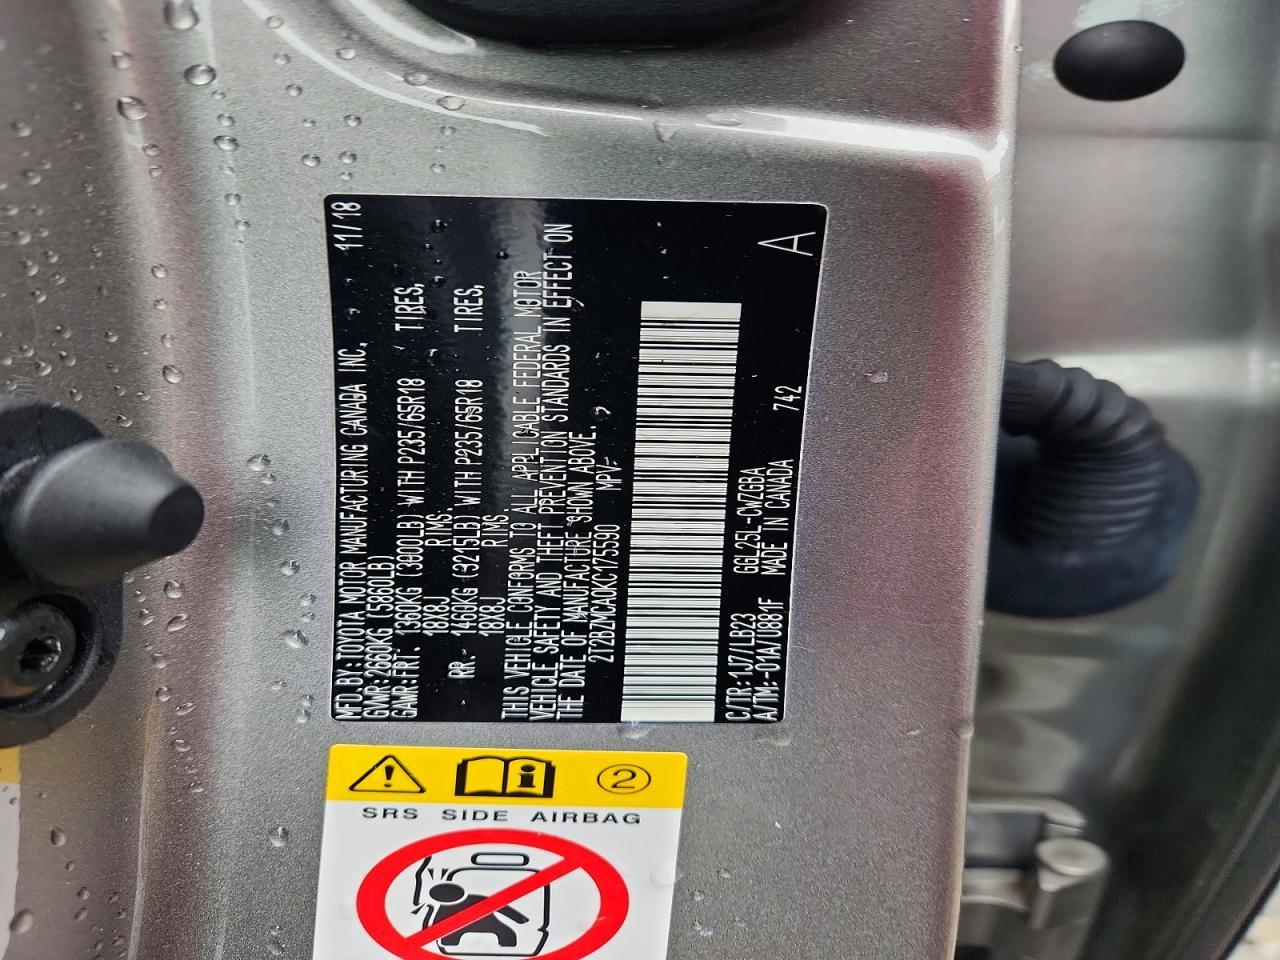 MFD.BY:TOYOTA MOTOR MANUFACTURING CANADA INC. 11/18
GVWR:2660KG (5860LB)
GAWR:FRT. 1360KG (3000LB) WITH P235/65R18 TIRES,
18X8J RIMS,
RR. 1460KG (3215LB) WITH P235/65R18 TIRES,
18X8J RIMS,
THIS VEHICLE CONFORMS TO ALL APPLICABLE FEDERAL MOTOR
VEHICLE SAFETY AND THEFT PREVENTION STANDARDS IN EFFECT ON
THE DATE OF MANUFACTURE SHOWN ABOVE.
2T2BZMCA0KC175590 MPV
C/TR:1J7/LB23 GGL25L-CWZGBA
A/TM:-01A/U881F MADE IN CANADA 742 A
2
SRS SIDE AIRBAG